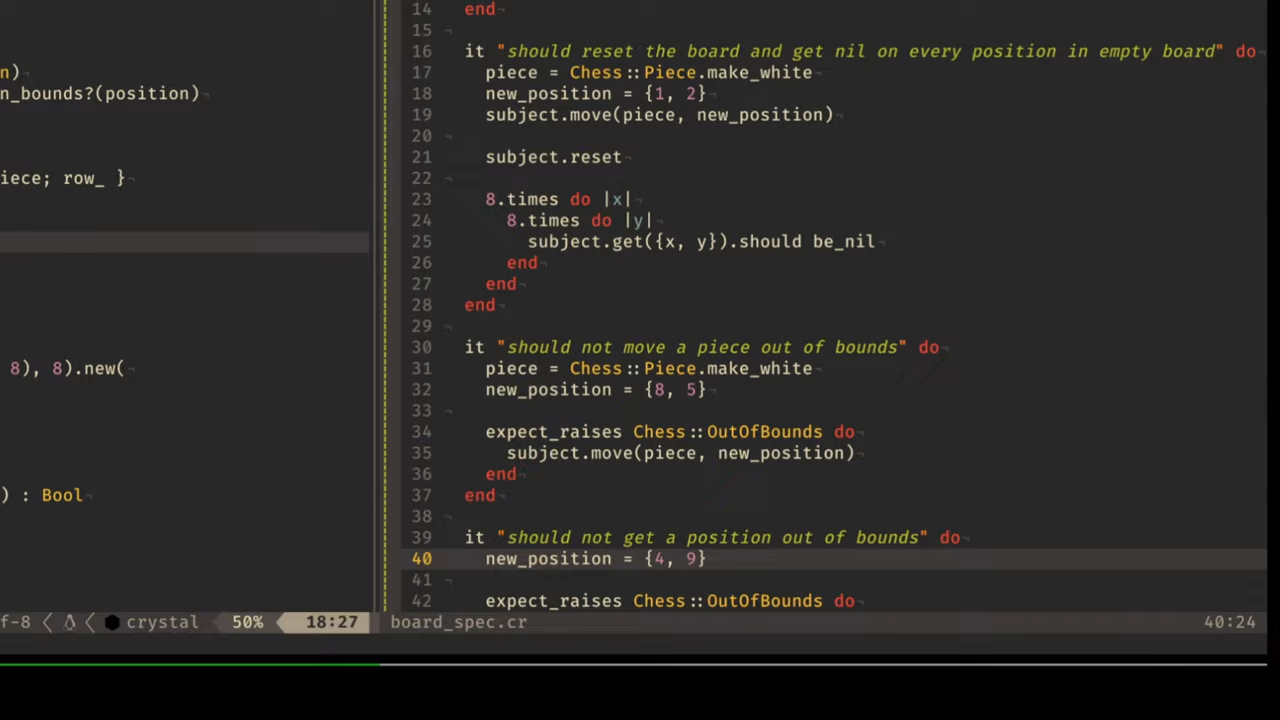 n)
n_bounds?(position)
iece; row_ }
8), 8).new(
) : Bool
14 end
15
16 it "should reset the board and get nil on every position in empty board" do
17 piece = Chess::Piece.make_white
18 new_position = {1, 2}
19 subject.move(piece, new_position)
20
21 subject.reset
22
23 8.times do |x|
24 8.times do |y|
25 subject.get({x, y}).should be_nil
26 end
27 end
28 end
29
30 it "should not move a piece out of bounds" do
31 piece = Chess::Piece.make_white
32 new_position = {8, 5}
33
34 expect_raises Chess::OutOfBounds do
35 subject.move(piece, new_position)
36 end
37 end
38
39 it "should not get a position out of bounds" do
40 new_position = {4, 9}
41
42 expect_raises Chess::OutOfBounds do
f-8 crystal 50% 18:27 board_spec.cr 40:24